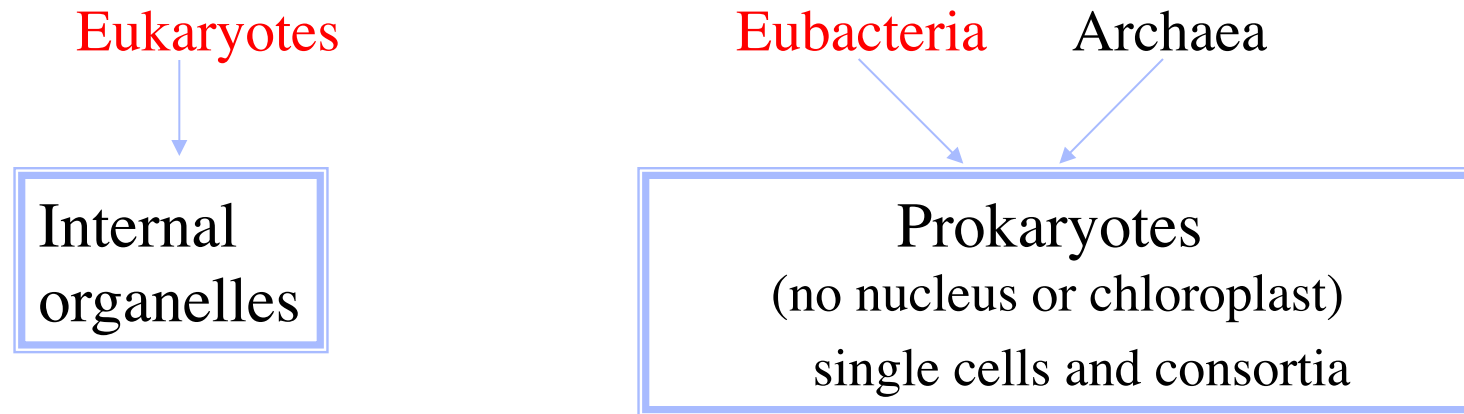 Eukaryotes
Eubacteria
Archaea
Internal
organelles
Prokaryotes
(no nucleus or chloroplast)
single cells and consortia